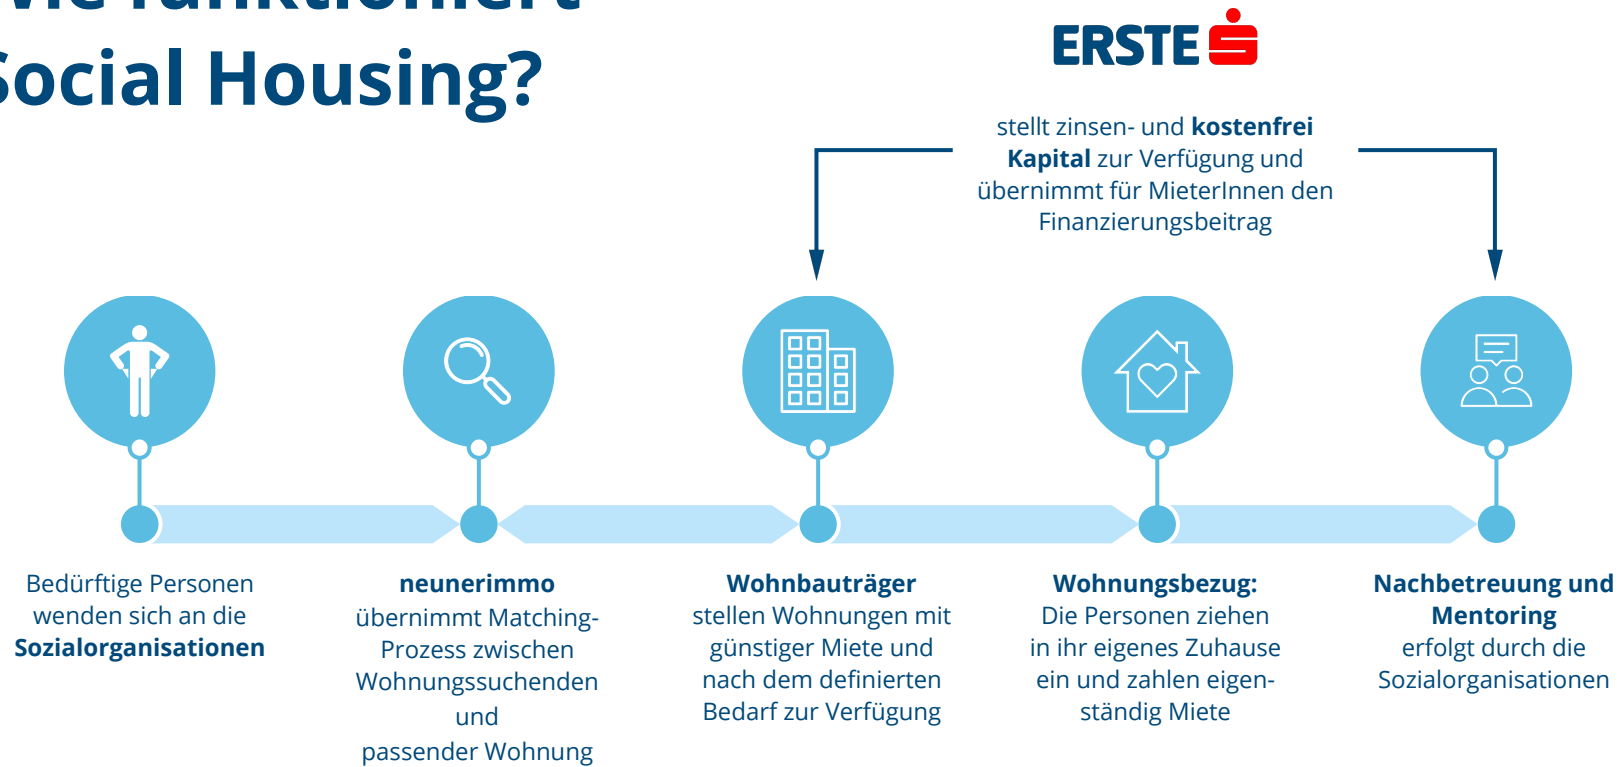 funktioniert
Social Housing?
ERSTE
stellt zinsen- und kostenfrei
Kapital zur Verfügung und
übernimmt für MieterInnen den
Finanzierungsbeitrag
Bedürftige Personen
wenden sich an die
Sozialorganisationen
neunerimmo
übernimmt Matching-
Prozess zwischen
Wohnungssuchenden
und
passender Wohnung
Wohnbauträger
stellen Wohnungen mit
günstiger Miete und
nach dem definierten
Bedarf zur Verfügung
Wohnungsbezug:
Die Personen ziehen
in ihr eigenes Zuhause
ein und zahlen eigen-
ständig Miete
Nachbetreuung und
Mentoring
erfolgt durch die
Sozialorganisationen